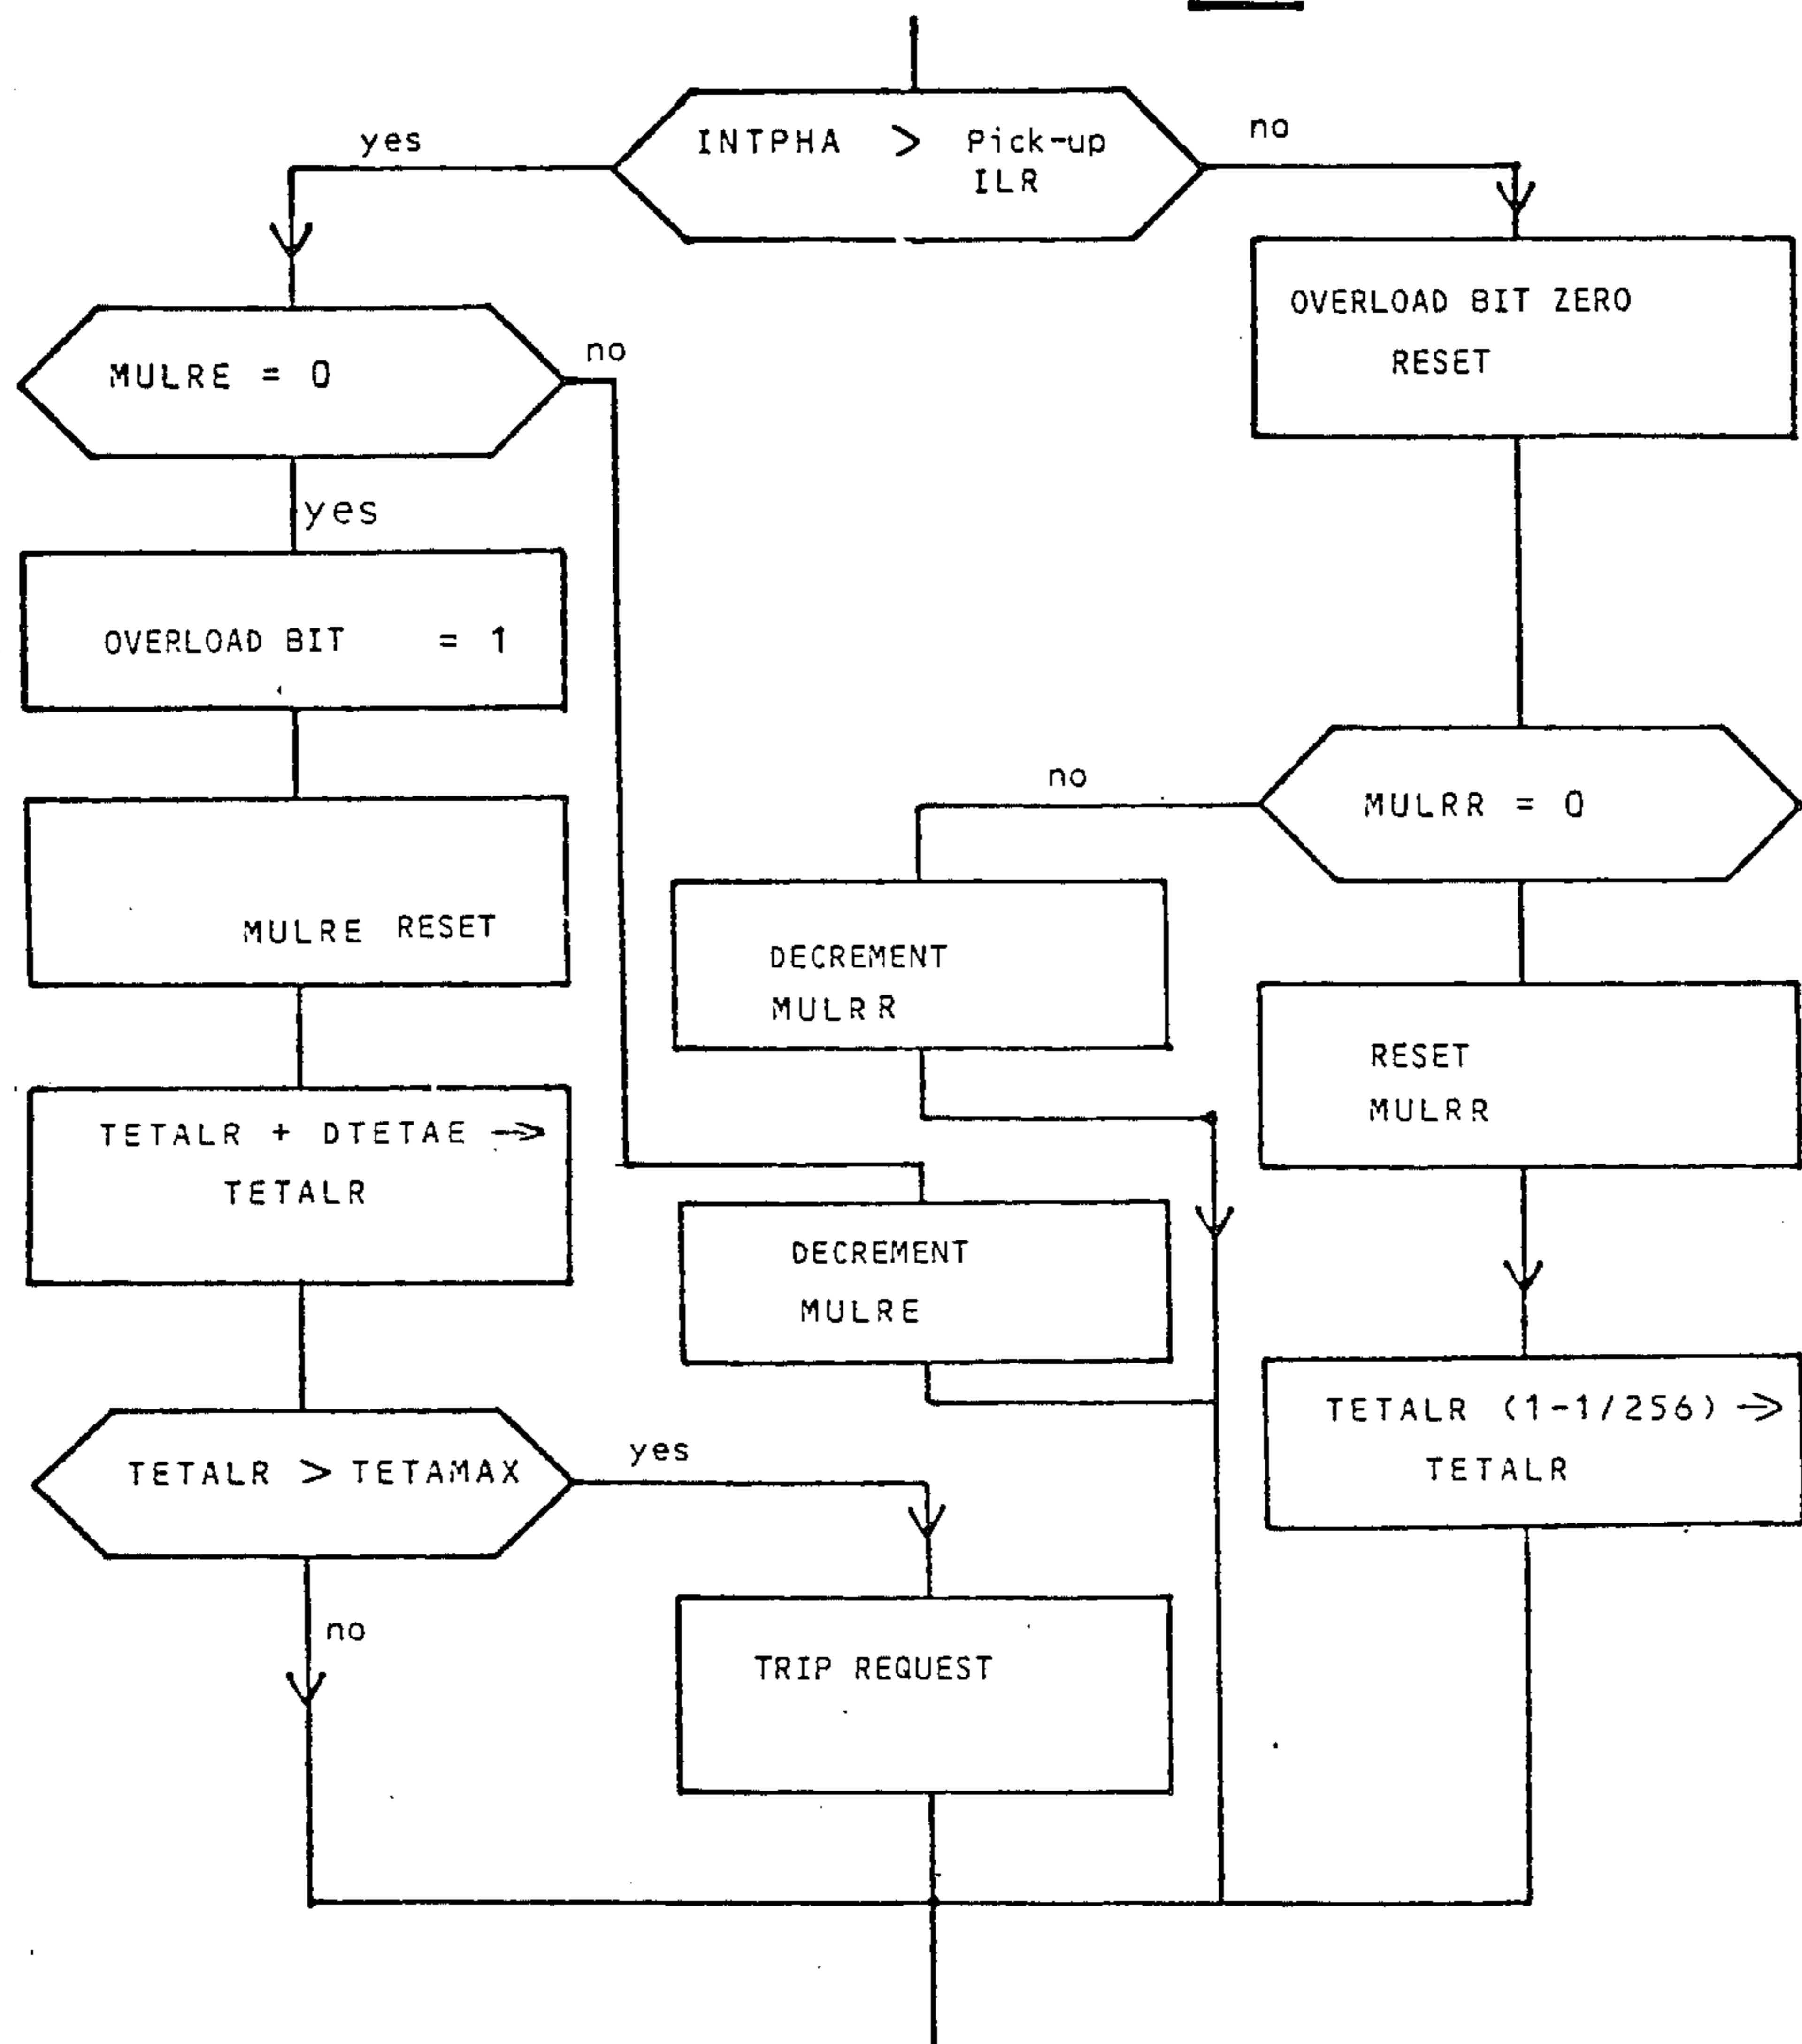 yes
INTPHA > Pick-up
ILR
no
MULRE = 0
no
OVERLOAD BIT ZERO
RESET
yes
OVERLOAD BIT = 1
no
MULRR = 0
MULRE RESET
DECREMENT
MULRR
RESET
MULRR
TETALR + DTETAE →
TETALR
DECREMENT
MULRE
TETALR (1-1/256) →
TETALR
TETALR > TETAMAX
yes
no
TRIP REQUEST